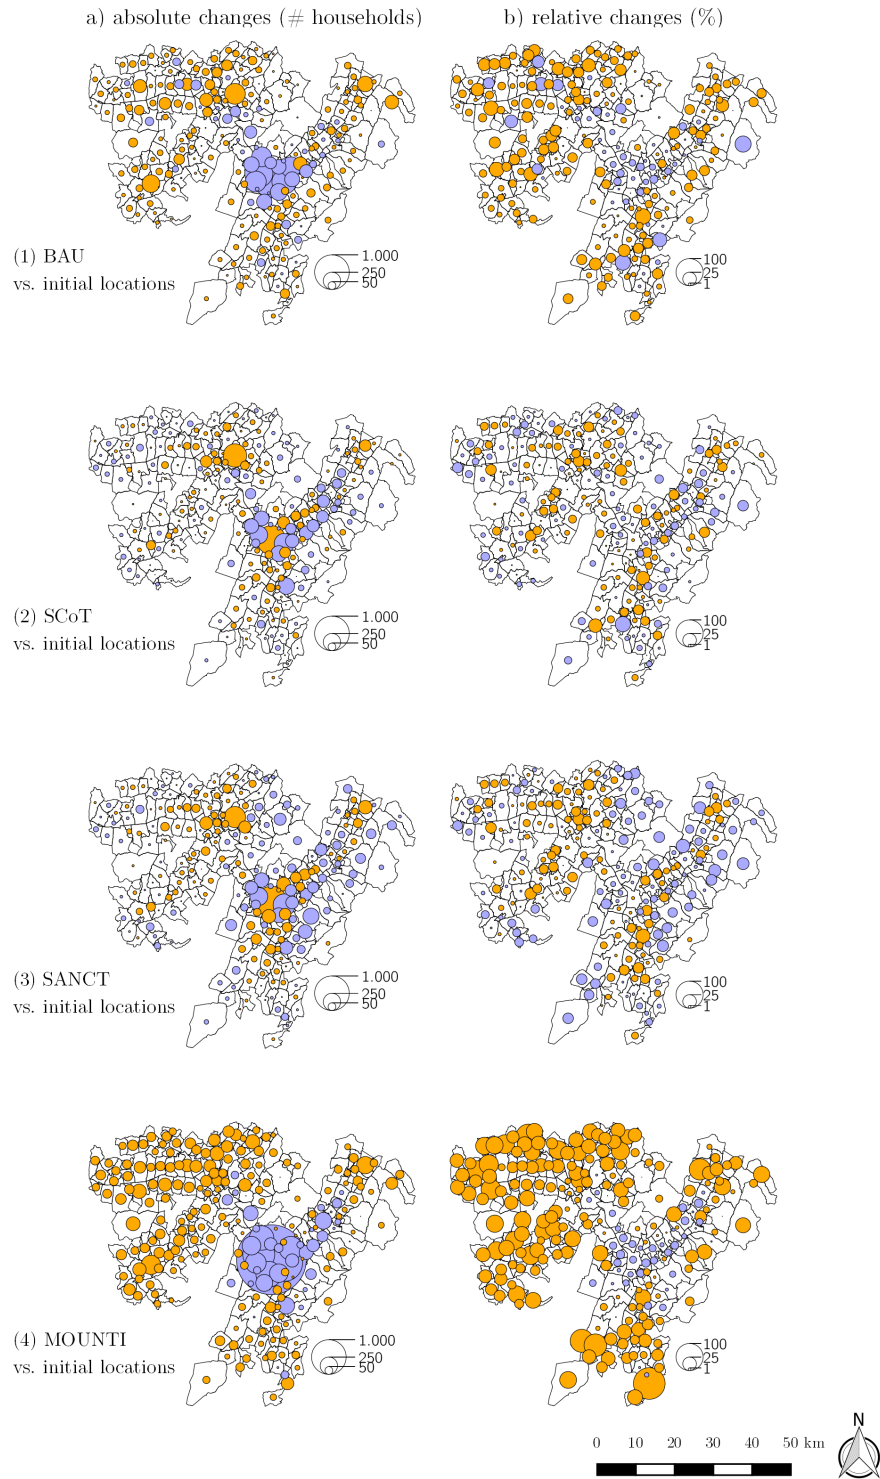 a) absolute changes (# households)
b) relative changes (%)
(1) BAU
vs. initial locations
1.000
250
50
100
25
1
(2) SCoT
vs. initial locations
1.000
250
50
100
25
1
(3) SANCT
vs. initial locations
1.000
250
50
100
25
1
(4) MOUNTI
vs. initial locations
1.000
250
50
100
25
1
N
0 10 20 30 40 50 km